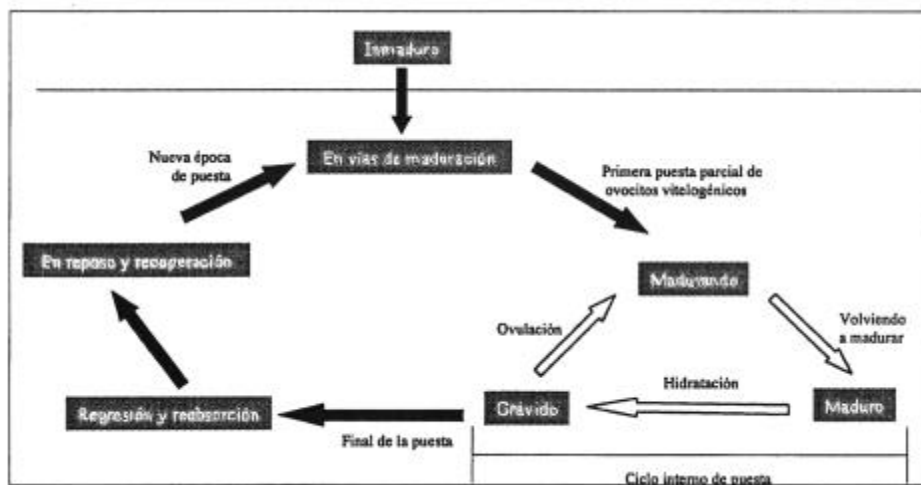 Inmaduro
En vías de maduración
Nueva época
de puesta
Primera puesta parcial de
ovocitos vitelogénicos
En reposo y recuperación
Madurando
Ovulación
Volviendo
a madurar
Hidratación
Regresión y reabsorción
Grávido
Maduro
Final de la puesta
Ciclo interno de puesta